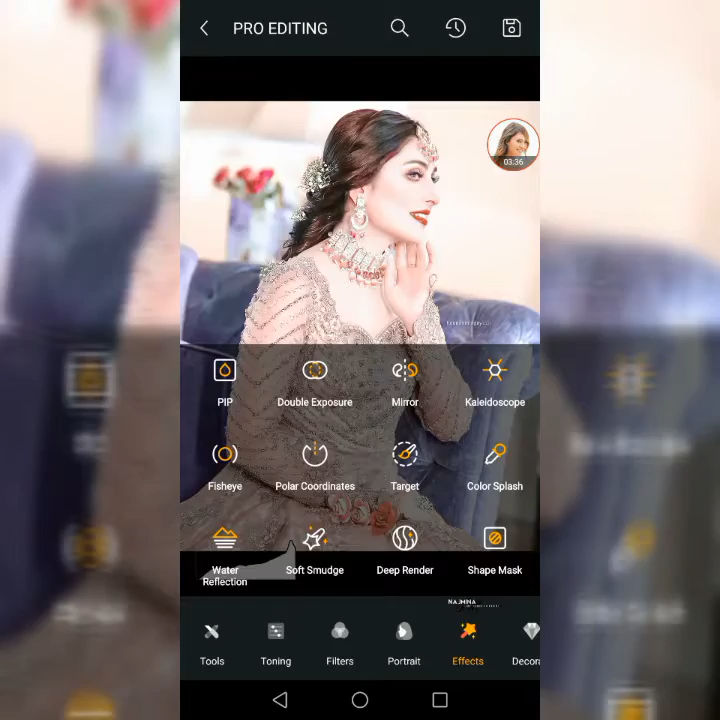 PRO EDITING
03:36
PIP
Double Exposure
Mirror
Kaleidoscope
Fisheye
Polar Coordinates
Target
Color Splash
Water
Reflection
Soft Smudge
Deep Render
Shape Mask
NAJMNA
Tools
Toning
Filters
Portrait
Effects
Decor